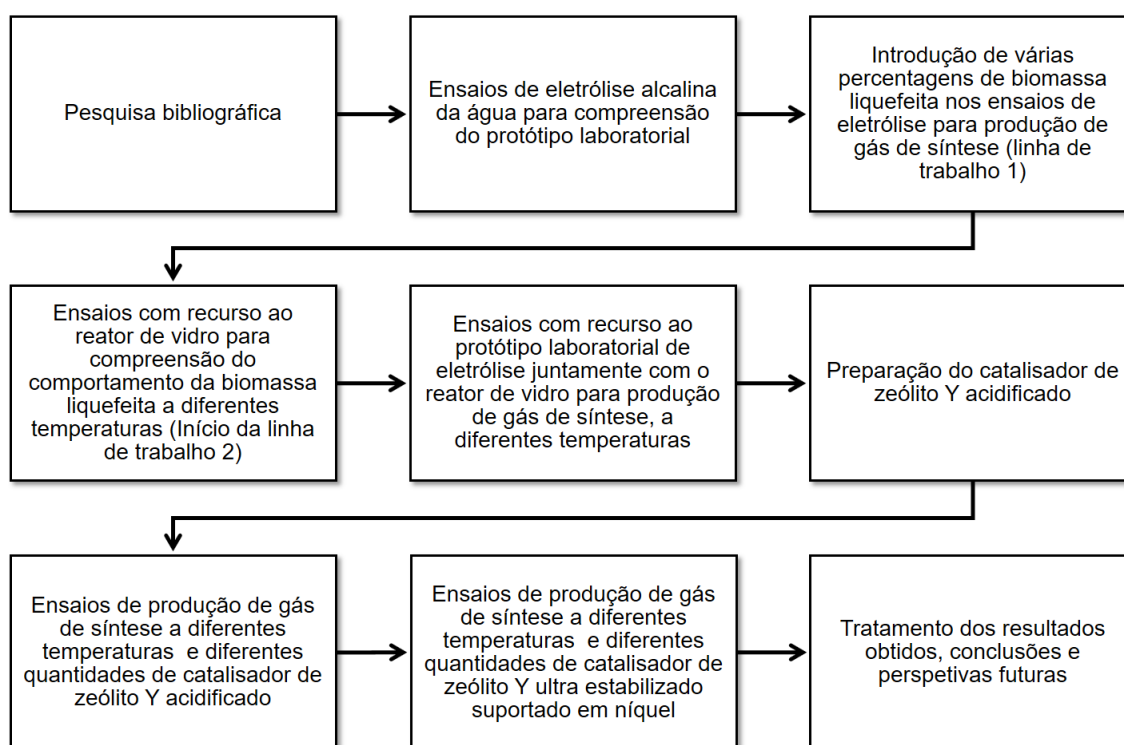 Pesquisa bibliográfica
Ensaios de eletrólise alcalina
da água para compreensão
do protótipo laboratorial
Introdução de várias
percentagens de biomassa
liquefeita nos ensaios de
eletrólise para produção de
gás de síntese (linha de
trabalho 1)
Ensaios com recurso ao
reator de vidro para
compreensão do
comportamento da biomassa
liquefeita a diferentes
temperaturas (Início da linha
de trabalho 2)
Ensaios com recurso ao
protótipo laboratorial de
eletrólise juntamente com o
reator de vidro para produção
de gás de síntese, a
diferentes temperaturas
Preparação do catalisador de
zeólito Y acidificado
Ensaios de produção de gás
de síntese a diferentes
temperaturas e diferentes
quantidades de catalisador de
zeólito Y acidificado
Ensaios de produção de gás
de síntese a diferentes
temperaturas e diferentes
quantidades de catalisador de
zeólito Y ultra estabilizado
suportado em níquel
Tratamento dos resultados
obtidos, conclusões e
perspetivas futuras